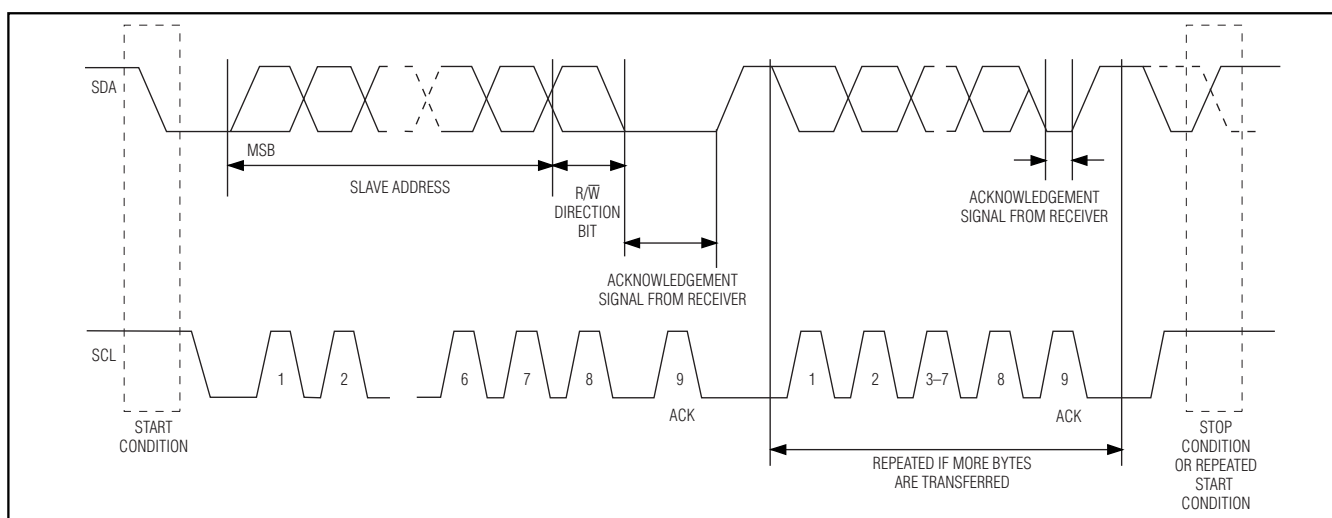 SDA
MSB
SLAVE ADDRESS
R/W̅
DIRECTION
BIT
ACKNOWLEDGEMENT
SIGNAL FROM RECEIVER
ACKNOWLEDGEMENT
SIGNAL FROM RECEIVER
SCL
1 2 6 7 8 9 1 2 3–7 8 9
ACK
ACK
START
CONDITION
REPEATED IF MORE BYTES
ARE TRANSFERRED
STOP
CONDITION
OR REPEATED
START
CONDITION